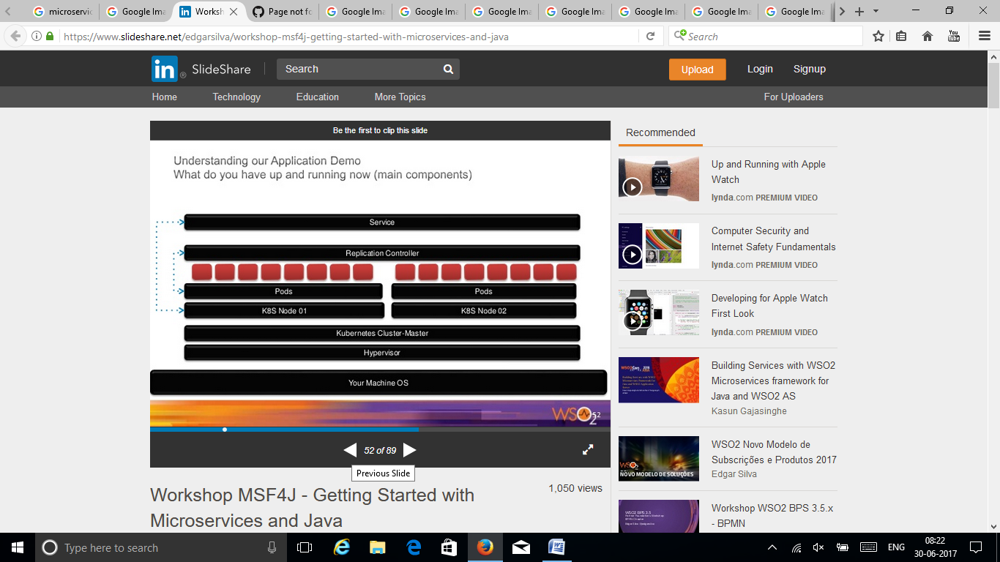 microservic
Google Ima
Worksh
Page not fo
Google Ima
Google Ima
Google Ima
Google Ima
Google Ima
Google Ima
Google Ima
https://www.slideshare.net/edgarsilva/workshop-msf4j-getting-started-with-microservices-and-java
Search
You Tube
in ® SlideShare
Search
Upload
Login
Signup
Home
Technology
Education
More Topics
For Uploaders
Be the first to clip this slide
Understanding our Application Demo
What do you have up and running now (main components)
Service
Replication Controller
Pods
Pods
K8S Node 01
K8S Node 02
Kubernetes Cluster-Master
Hypervisor
Your Machine OS
WSO2
52
52 of 89
Previous Slide
Workshop MSF4J - Getting Started with
Microservices and Java
1,050 views
Recommended
Up and Running with Apple
Watch
lynda.com PREMIUM VIDEO
Computer Security and
Internet Safety Fundamentals
lynda.com PREMIUM VIDEO
Developing for Apple Watch
First Look
lynda.com PREMIUM VIDEO
Building Services with WSO2
Microservices framework for
Java and WSO2 AS
Kasun Gajasinghe
NOVO MODELO DE SOLUÇÕES
WSO2 Novo Modelo de
Subscrições e Produtos 2017
Edgar Silva
WSO2 BPS 3.5
Workshop WSO2 BPS 3.5.x
- BPMN
Type here to search
ENG
08:22
30-06-2017